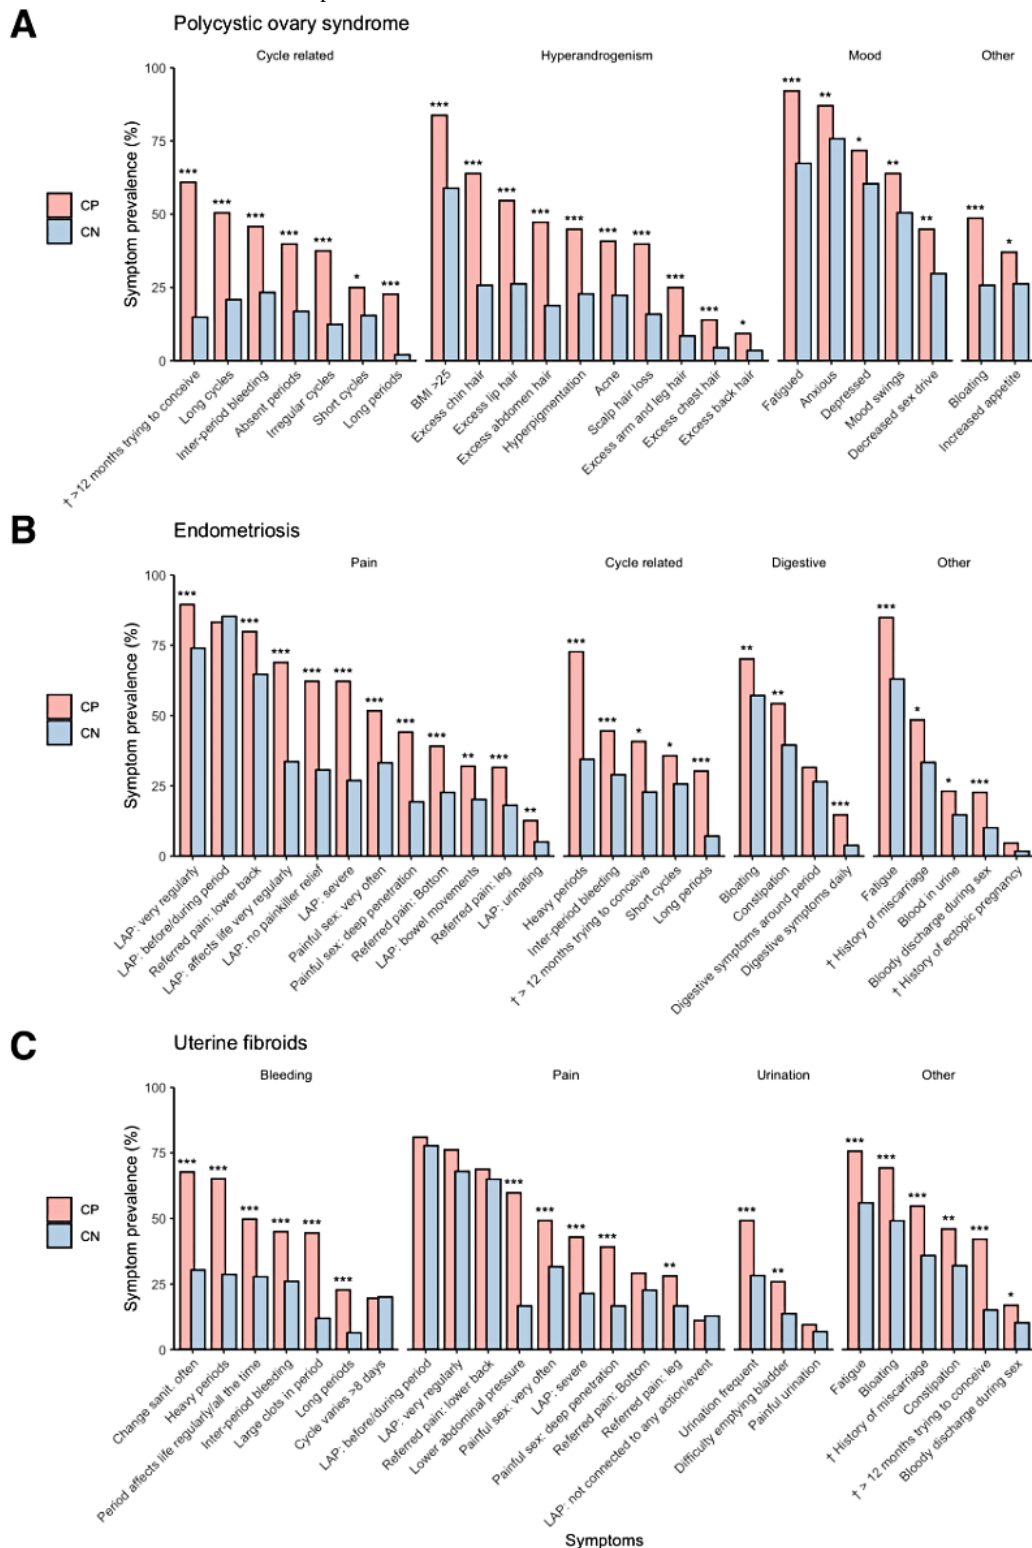 A
Polycystic ovary syndrome
Cycle related
Hyperandrogenism
Mood
Other
Symptom prevalence (%)
100
75
50
25
0
CP
CN
*** *** *** *** *** * ***
*** *** *** *** *** *** *** *** *** *
*** ** * ** **
*** *
† >12 months trying to conceive
Long cycles
Inter-period bleeding
Absent periods
Irregular cycles
Short cycles
Long periods
BMI >25
Excess chin hair
Excess lip hair
Excess abdomen hair
Hyperpigmentation
Acne
Scalp hair loss
Excess arm and leg hair
Excess chest hair
Excess back hair
Fatigued
Anxious
Depressed
Mood swings
Decreased sex drive
Bloating
Increased appetite
B
Endometriosis
Pain
Cycle related
Digestive
Other
Symptom prevalence (%)
100
75
50
25
0
CP
CN
*** *** *** *** *** *** *** *** ** *** **
*** *** * * ***
** ** ***
*** * * ***
LAP: very regularly
LAP: before/during period
Referred pain: lower back
LAP: affects life very regularly
LAP: no painkiller relief
LAP: severe
Painful sex: very often
Painful sex: deep penetration
Referred pain: Bottom
LAP: bowel movements
Referred pain: leg
LAP: urinating
Heavy periods
Inter-period bleeding
† > 12 months trying to conceive
Short cycles
Long periods
Bloating
Constipation
Digestive symptoms around period
Digestive symptoms daily
Fatigue
† History of miscarriage
Blood in urine
Bloody discharge during sex
† History of ectopic pregnancy
C
Uterine fibroids
Bleeding
Pain
Urination
Other
Symptom prevalence (%)
100
75
50
25
0
CP
CN
*** *** *** *** *** ***
*** *** *** *** **
*** **
*** *** *** ** *** *
Change sanit. often
Heavy periods
Period affects life regularly/all the time
Inter-period bleeding
Large clots in period
Long periods
Cycle varies >8 days
LAP: before/during period
LAP: very regularly
Referred pain: lower back
Lower abdominal pressure
Painful sex: very often
LAP: severe
Painful sex: deep penetration
Referred pain: Bottom
Referred pain: leg
LAP: not connected to any action/event
Urination frequent
Difficulty emptying bladder
Painful urination
Fatigue
Bloating
† History of miscarriage
Constipation
† > 12 months trying to conceive
Bloody discharge during sex
Symptoms